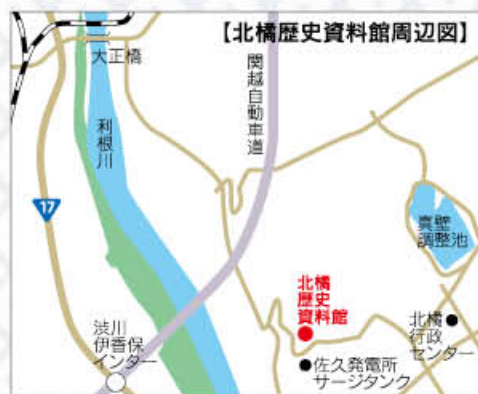 【北橘歴史資料館周辺図】
大正橋
関越自動車道
利根川
17
真壁
調整池
北橘
歴史
資料館
北橘
行政
センター
渋川
伊香保
インター
佐久発電所
サージタンク